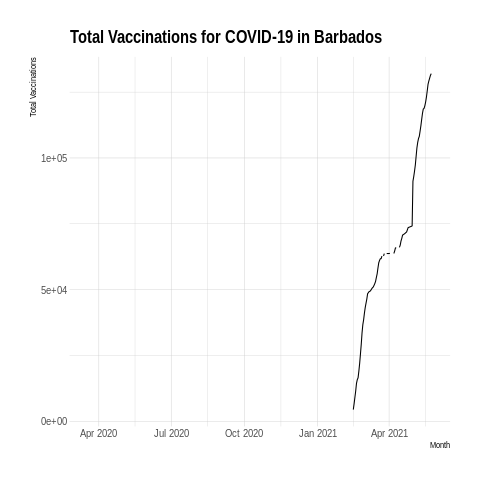 Total Vaccinations for COVID-19 in Barbados
Total Vaccinations
1e+05
5e+04
0e+00
Apr 2020 Jul 2020 Oct 2020 Jan 2021 Apr 2021
Month